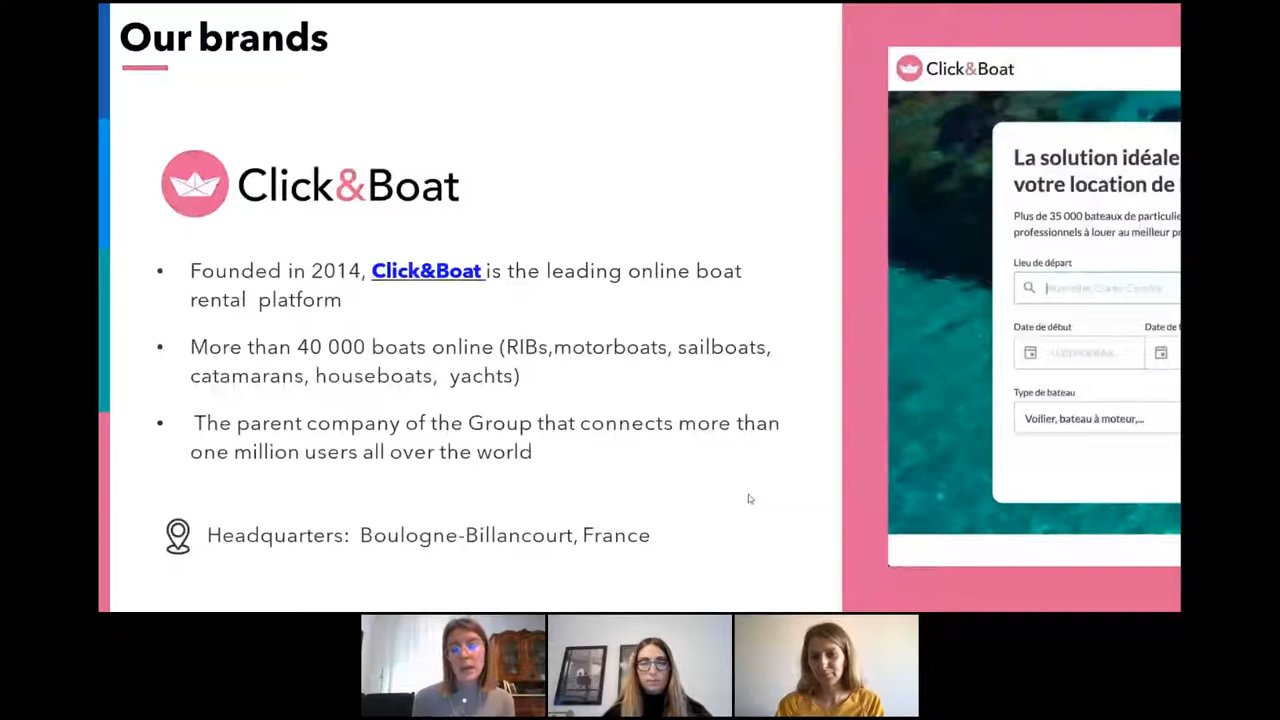 Our brands
Click&Boat
• Founded in 2014, Click&Boat is the leading online boat
rental platform
• More than 40 000 boats online (RIBs,motorboats, sailboats,
catamarans, houseboats, yachts)
• The parent company of the Group that connects more than
one million users all over the world
Headquarters: Boulogne-Billancourt, France
Click&Boat
La solution idéale
votre location de
Plus de 35 000 bateaux de particulie
professionnels à louer au meilleur
Lieu de départ
Date de début
Date de
Type de bateau
Voilier, bateau à moteur,...